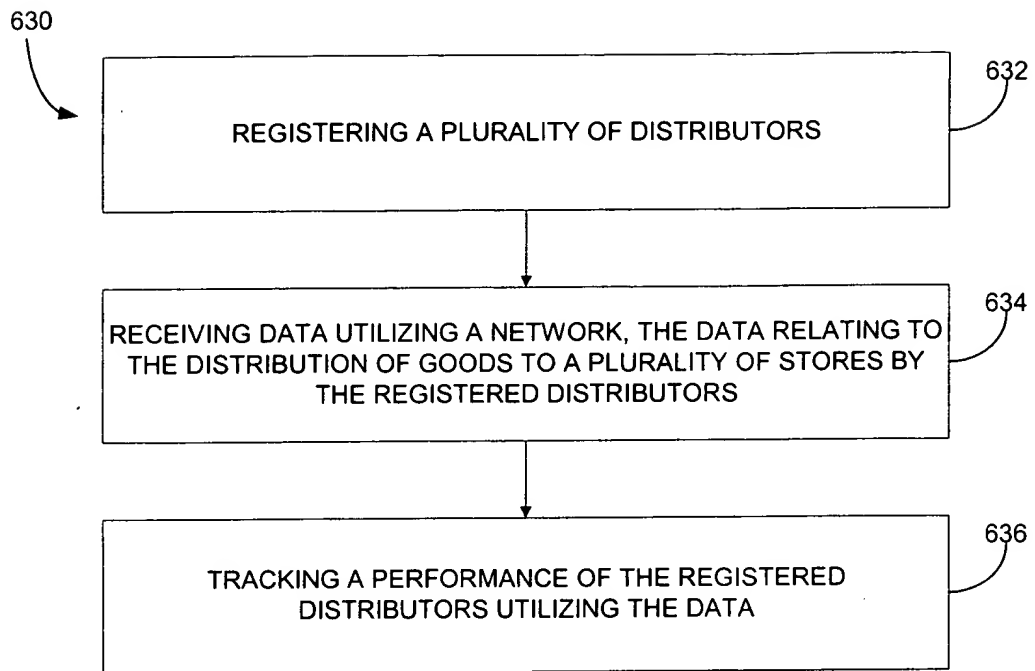 630
632
REGISTERING A PLURALITY OF DISTRIBUTORS
634
RECEIVING DATA UTILIZING A NETWORK, THE DATA RELATING TO
THE DISTRIBUTION OF GOODS TO A PLURALITY OF STORES BY
THE REGISTERED DISTRIBUTORS
636
TRACKING A PERFORMANCE OF THE REGISTERED
DISTRIBUTORS UTILIZING THE DATA